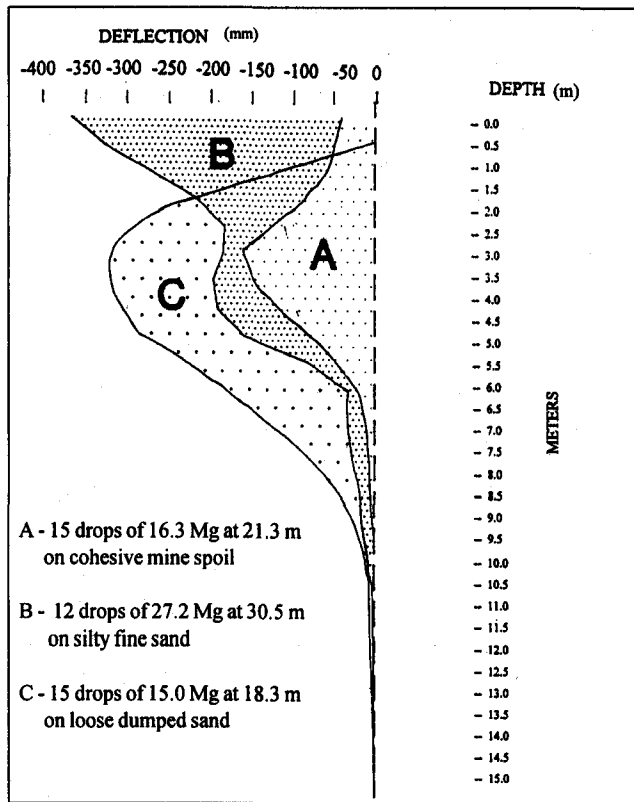 DEFLECTION (mm)
-400 -350 -300 -250 -200 -150 -100 -50 0
DEPTH (m)
- 0.0
- 0.5
- 1.0
- 1.5
- 2.0
- 2.5
- 3.0
- 3.5
- 4.0
- 4.5
- 5.0
- 5.5
- 6.0
- 6.5
- 7.0
- 7.5
- 8.0
- 8.5
- 9.0
- 9.5
- 10.0
- 10.5
- 11.0
- 11.5
- 12.0
- 12.5
- 13.0
- 13.5
- 14.0
- 14.5
- 15.0
METERS
B
A
C
A - 15 drops of 16.3 Mg at 21.3 m
on cohesive mine spoil
B - 12 drops of 27.2 Mg at 30.5 m
on silty fine sand
C - 15 drops of 15.0 Mg at 18.3 m
on loose dumped sand